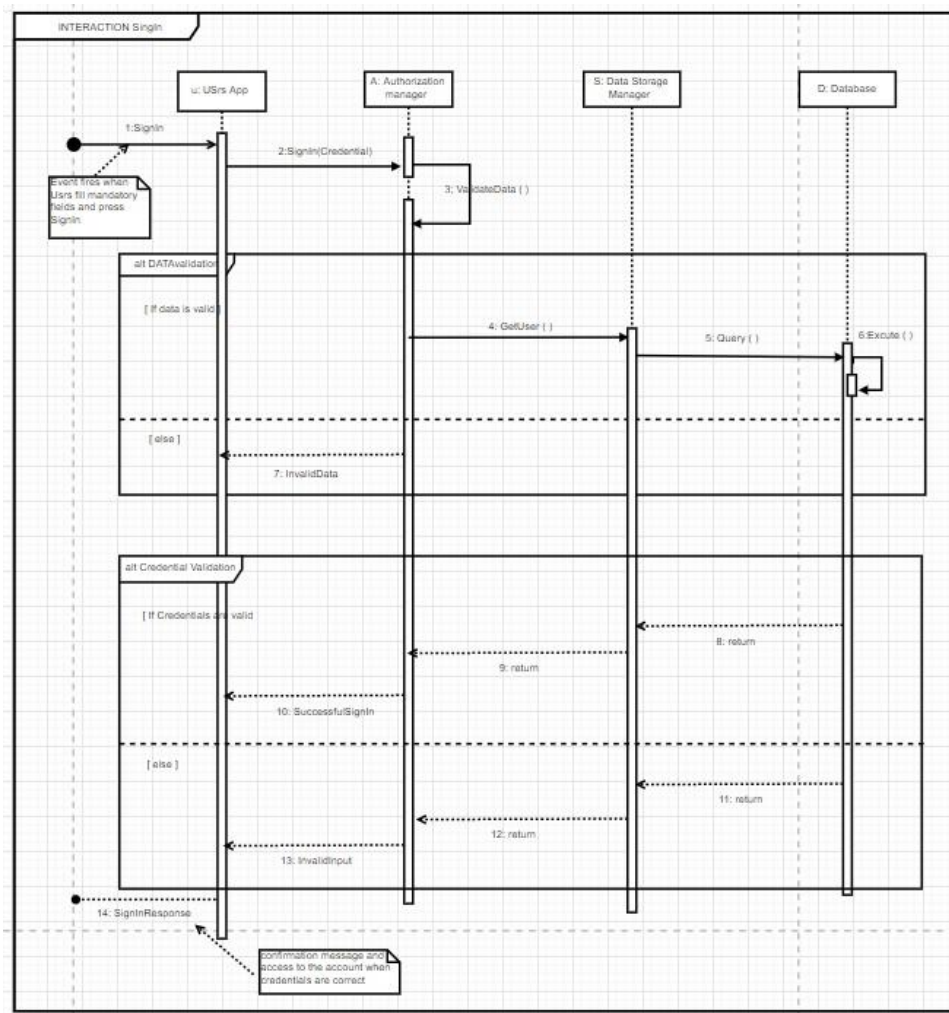 INTERACTION SingIn
u: USrs App
A: Authorization
manager
S: Data Storage
Manager
D: Database
1:SignIn
2:SignIn(Credential)
3; ValidateData ( )
Event fires when
Usrs fill mandatory
fields and press
SignIn
alt DATAvalidation
[ If data is valid ]
4: GetUser ( )
5: Query ( )
6:Excute ( )
[ else ]
7: InvalidData
alt Credential Validation
[ If Credentials are valid
8: return
9: return
10: SuccessfulSignIn
[ else ]
11: return
12: return
13: InvalidInput
14: SignInResponse
confirmation message and
access to the account when
credentials are correct